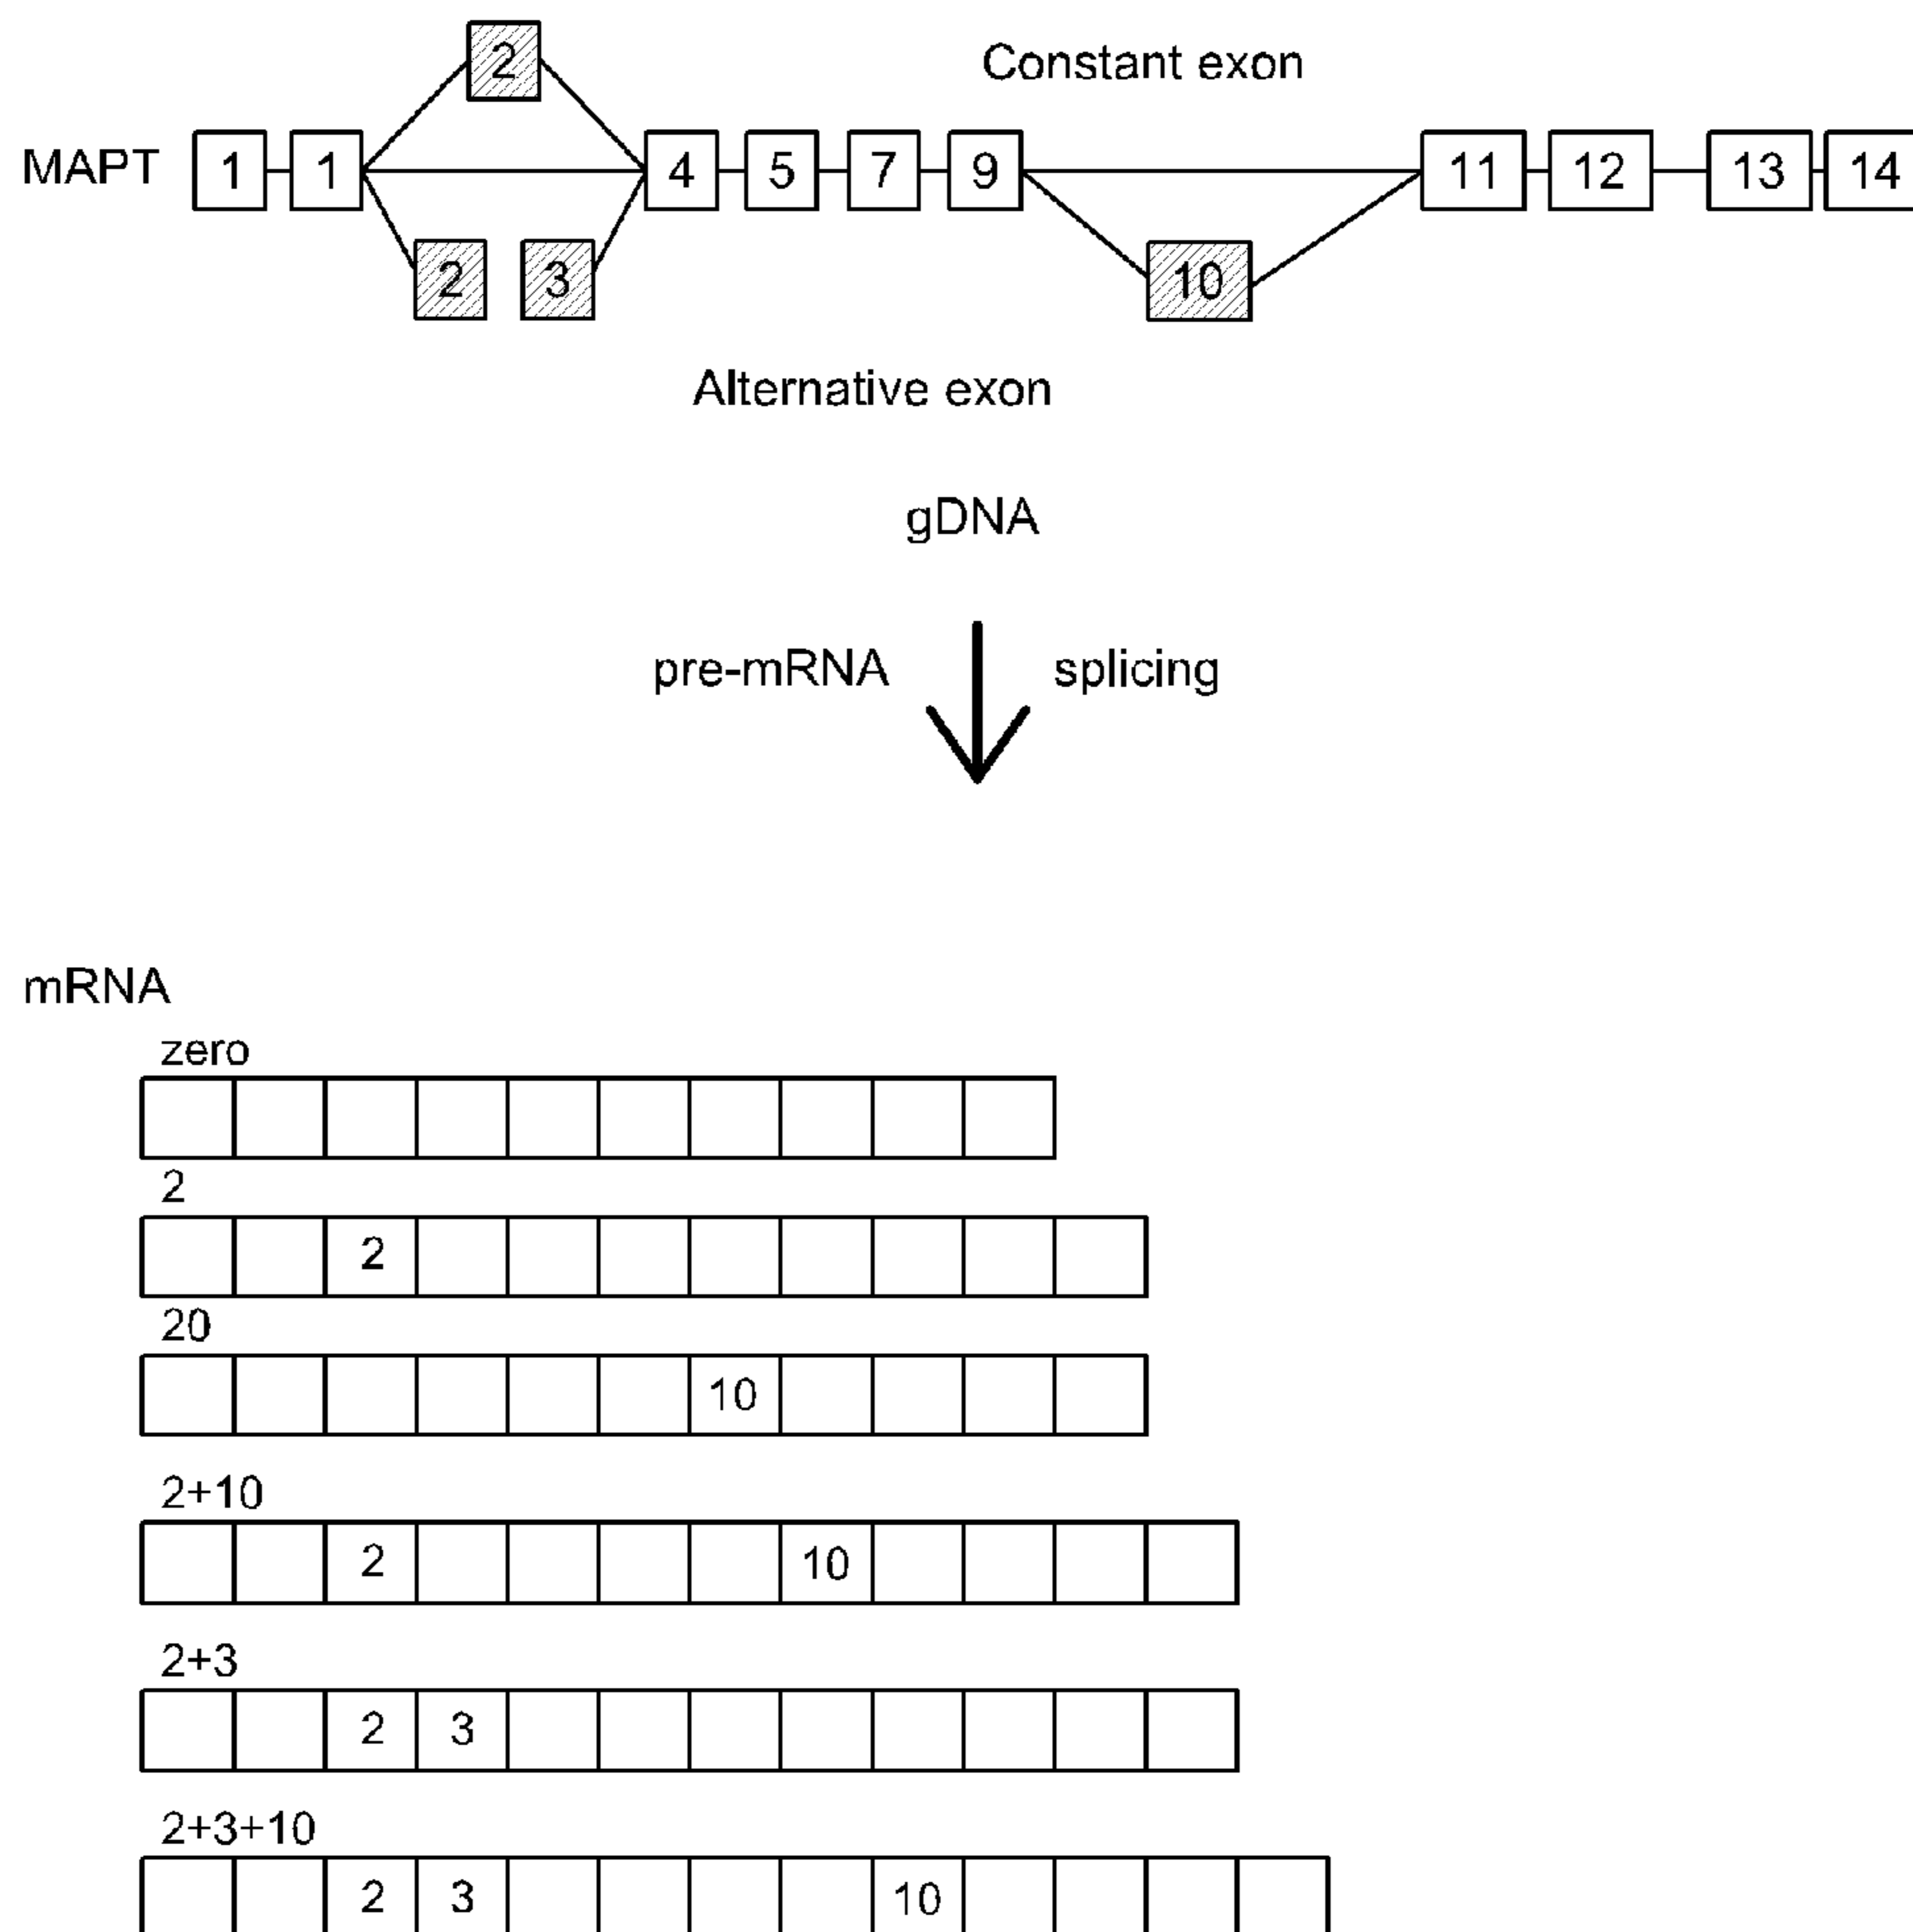 2
Constant exon
MAPT 1 1 4 5 7 9 11 12 13 14
2 3 10
Alternative exon
gDNA
pre-mRNA splicing
mRNA
zero
2
2
20
10
2+10
2 10
2+3
2 3
2+3+10
2 3 10